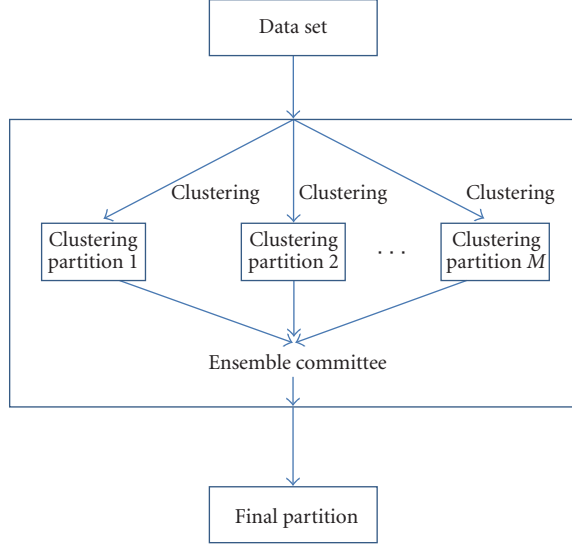 Data set
Clustering
Clustering
Clustering
Clustering
partition 1
Clustering
partition 2
. . .
Clustering
partition M
Ensemble committee
Final partition